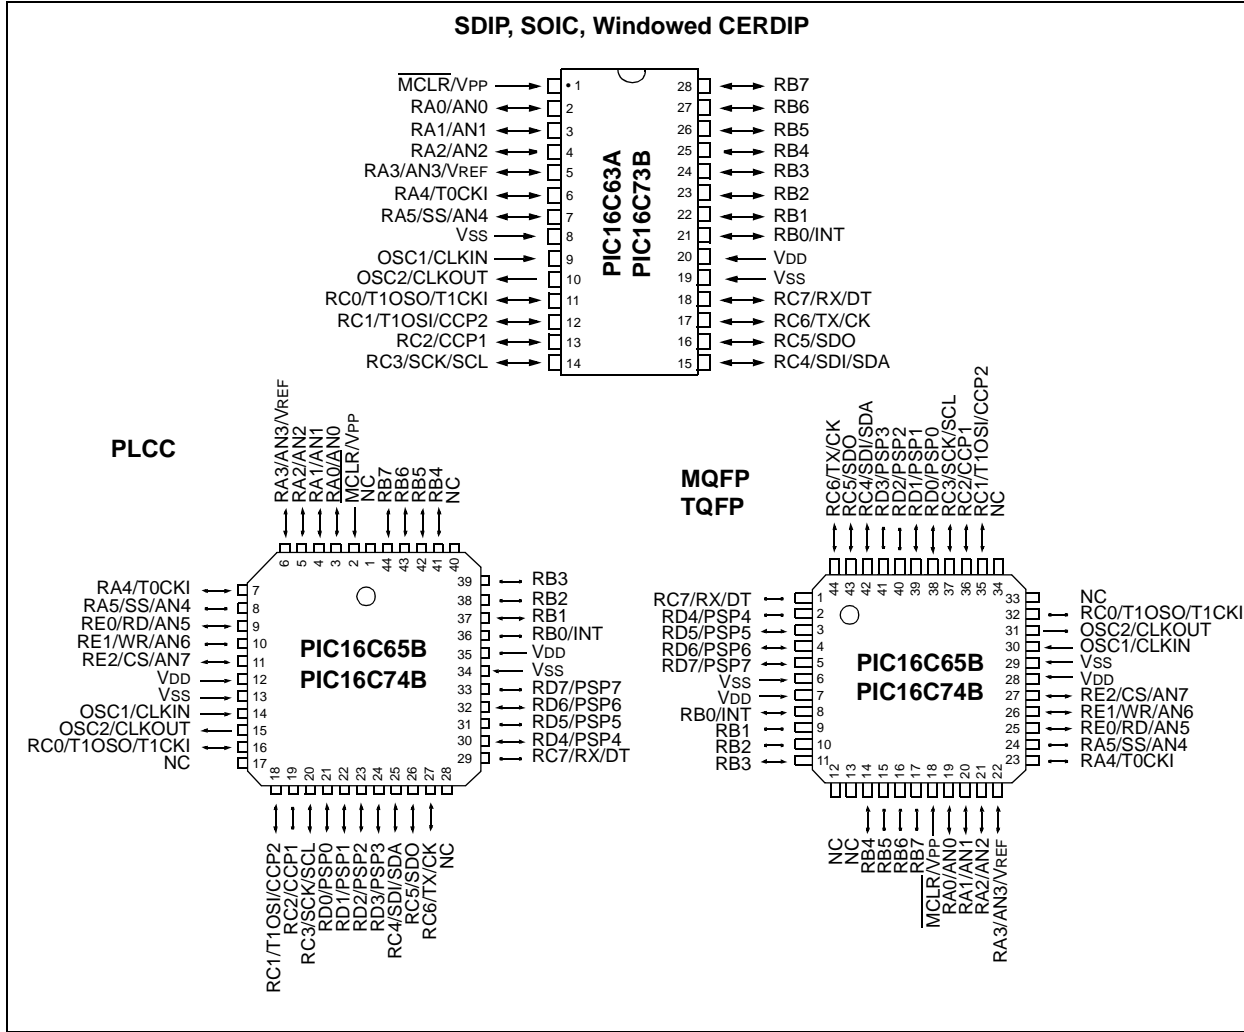 SDIP, SOIC, Windowed CERDIP
MCLR/VPP
RA0/AN0
RA1/AN1
RA2/AN2
RA3/AN3/VREF
RA4/T0CKI
RA5/SS/AN4
VSS
OSC1/CLKIN
OSC2/CLKOUT
RC0/T1OSO/T1CKI
RC1/T1OSI/CCP2
RC2/CCP1
RC3/SCK/SCL
• 1
2
3
4
5
6
7
8
9
10
11
12
13
14
PIC16C63A
PIC16C73B
28
27
26
25
24
23
22
21
20
19
18
17
16
15
RB7
RB6
RB5
RB4
RB3
RB2
RB1
RB0/INT
VDD
VSS
RC7/RX/DT
RC6/TX/CK
RC5/SDO
RC4/SDI/SDA
PLCC
RA3/AN3/VREF
RA2/AN2
RA1/AN1
RA0/AN0
MCLR/VPP
NC
RB7
RB6
RB5
RB4
NC
6
5
4
3
2
1
44
43
42
41
40
RA4/T0CKI
RA5/SS/AN4
RE0/RD/AN5
RE1/WR/AN6
RE2/CS/AN7
VDD
VSS
OSC1/CLKIN
OSC2/CLKOUT
RC0/T1OSO/T1CKI
NC
7
8
9
10
11
12
13
14
15
16
17
PIC16C65B
PIC16C74B
39
38
37
36
35
34
33
32
31
30
29
RB3
RB2
RB1
RB0/INT
VDD
VSS
RD7/PSP7
RD6/PSP6
RD5/PSP5
RD4/PSP4
RC7/RX/DT
18
19
20
21
22
23
24
25
26
27
28
RC1/T1OSI/CCP2
RC2/CCP1
RC3/SCK/SCL
RD0/PSP0
RD1/PSP1
RD2/PSP2
RD3/PSP3
RC4/SDI/SDA
RC5/SDO
RC6/TX/CK
NC
MQFP
TQFP
RC6/TX/CK
RC5/SDO
RC4/SDI/SDA
RD3/PSP3
RD2/PSP2
RD1/PSP1
RD0/PSP0
RC3/SCK/SCL
RC2/CCP1
RC1/T1OSI/CCP2
NC
44
43
42
41
40
39
38
37
36
35
34
RC7/RX/DT
RD4/PSP4
RD5/PSP5
RD6/PSP6
RD7/PSP7
VSS
VDD
RB0/INT
RB1
RB2
RB3
1
2
3
4
5
6
7
8
9
10
11
PIC16C65B
PIC16C74B
33
32
31
30
29
28
27
26
25
24
23
NC
RC0/T1OSO/T1CKI
OSC2/CLKOUT
OSC1/CLKIN
VSS
VDD
RE2/CS/AN7
RE1/WR/AN6
RE0/RD/AN5
RA5/SS/AN4
RA4/T0CKI
12
13
14
15
16
17
18
19
20
21
22
NC
NC
RB4
RB5
RB6
RB7
MCLR/VPP
RA0/AN0
RA1/AN1
RA2/AN2
RA3/AN3/VREF